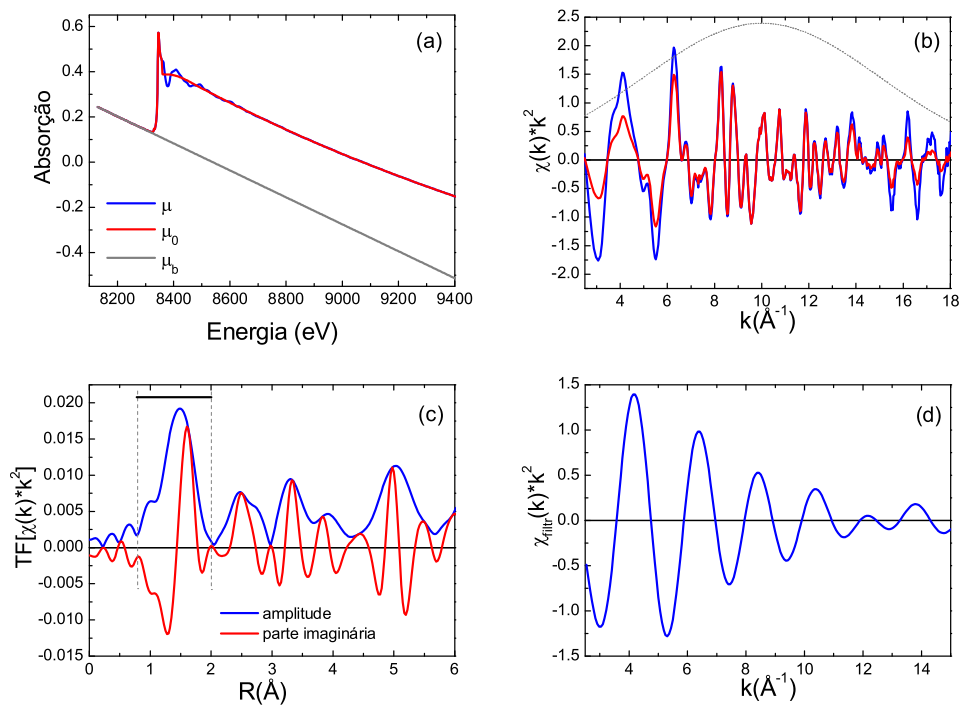 (a)
0.6
0.4
0.2
0.0
-0.2
-0.4
Absorção
μ
μ0
μb
8200 8400 8600 8800 9000 9200 9400
Energia (eV)
(b)
2.5
2.0
1.5
1.0
0.5
0.0
-0.5
-1.0
-1.5
-2.0
χ(k)*k²
4 6 8 10 12 14 16 18
k(Å⁻¹)
(c)
0.020
0.015
0.010
0.005
0.000
-0.005
-0.010
-0.015
TF[χ(k)*k²]
amplitude
parte imaginária
0 1 2 3 4 5 6
R(Å)
(d)
1.5
1.0
0.5
0.0
-0.5
-1.0
-1.5
χfiltr(k)*k²
4 6 8 10 12 14
k(Å⁻¹)